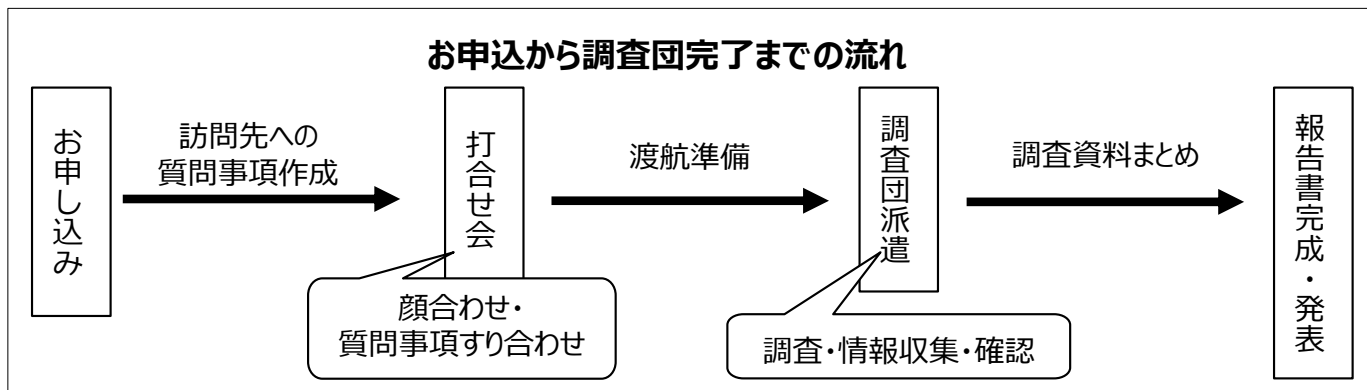 お申込から調査団完了までの流れ
お申し込み
訪問先への
質問事項作成
打合せ会
顔合わせ・
質問事項すり合わせ
渡航準備
調査団派遣
調査・情報収集・確認
調査資料まとめ
報告書完成・発表